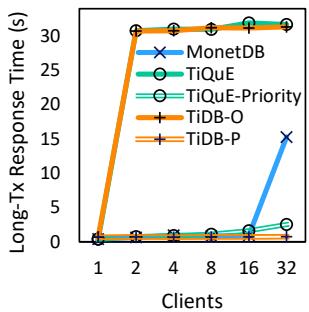 Long-Tx Response Time (s)
30
25
20
15
10
5
0
MonetDB
TiQuE
TiQuE-Priority
TiDB-O
TiDB-P
1 2 4 8 16 32
Clients